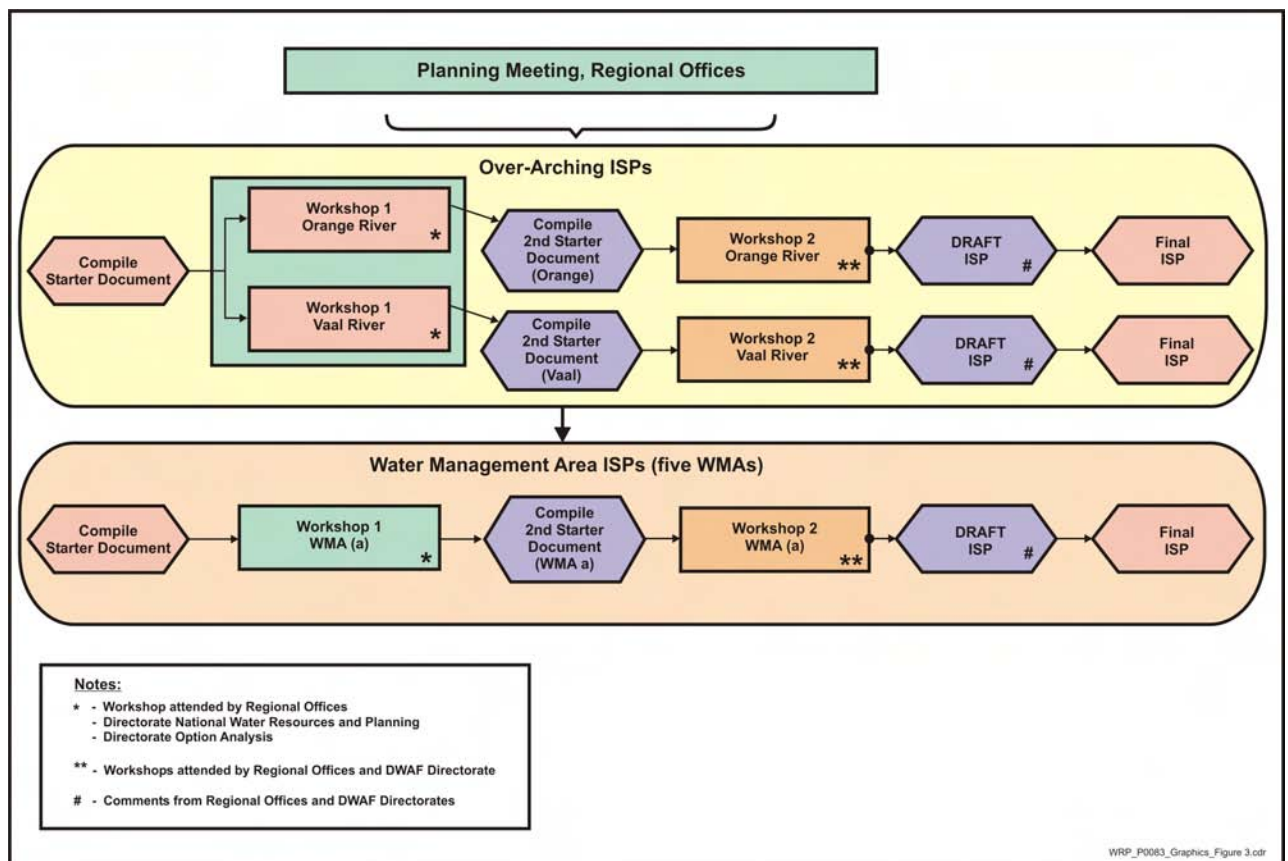 Planning Meeting, Regional Offices
Over-Arching ISPs
Compile
Starter Document
Workshop 1
Orange River
*
Compile
2nd Starter
Document
(Orange)
Workshop 2
Orange River
**
DRAFT
ISP
#
Final
ISP
Workshop 1
Vaal River
*
Compile
2nd Starter
Document
(Vaal)
Workshop 2
Vaal River
**
DRAFT
ISP
#
Final
ISP
Water Management Area ISPs (five WMAs)
Compile
Starter Document
Workshop 1
WMA (a)
*
Compile
2nd Starter
Document
(WMA a)
Workshop 2
WMA (a)
**
DRAFT
ISP
#
Final
ISP
Notes:
* - Workshop attended by Regional Offices
- Directorate National Water Resources and Planning
- Directorate Option Analysis
** - Workshops attended by Regional Offices and DWAF Directorate
# - Comments from Regional Offices and DWAF Directorates
WRP_P0083_Graphics_Figure 3.cdr